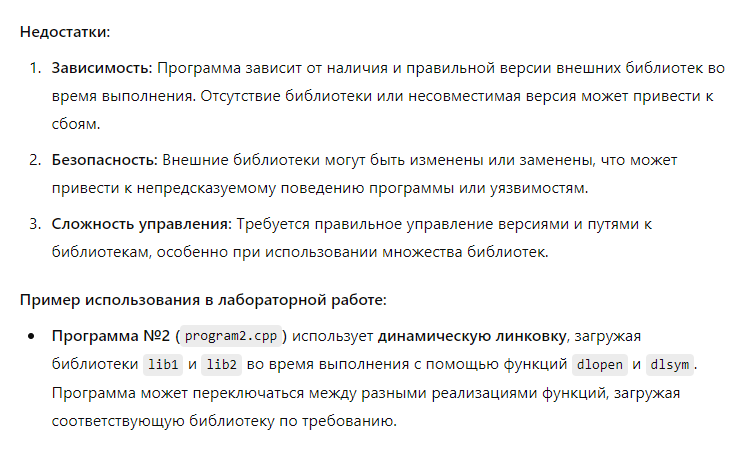 Недостатки:
1. Зависимость: Программа зависит от наличия и правильной версии внешних библиотек во
время выполнения. Отсутствие библиотеки или несовместимая версия может привести к
сбоям.
2. Безопасность: Внешние библиотеки могут быть изменены или заменены, что может
привести к непредсказуемому поведению программы или уязвимостям.
3. Сложность управления: Требуется правильное управление версиями и путями к
библиотекам, особенно при использовании множества библиотек.
Пример использования в лабораторной работе:
• Программа №2 ( program2.cpp ) использует динамическую линковку, загружая
библиотеки lib1 и lib2 во время выполнения с помощью функций dlopen и dlsym .
Программа может переключаться между разными реализациями функций, загружая
соответствующую библиотеку по требованию.